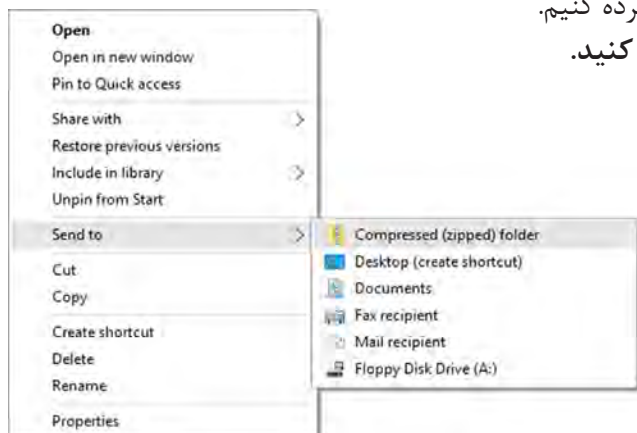 کنیم.
کنید.
Open
Open in new window
Pin to Quick access
Share with
Restore previous versions
Include in library
Unpin from Start
Send to
Cut
Copy
Create shortcut
Delete
Rename
Properties
Compressed (zipped) folder
Desktop (create shortcut)
Documents
Fax recipient
Mail recipient
Floppy Disk Drive (A:)